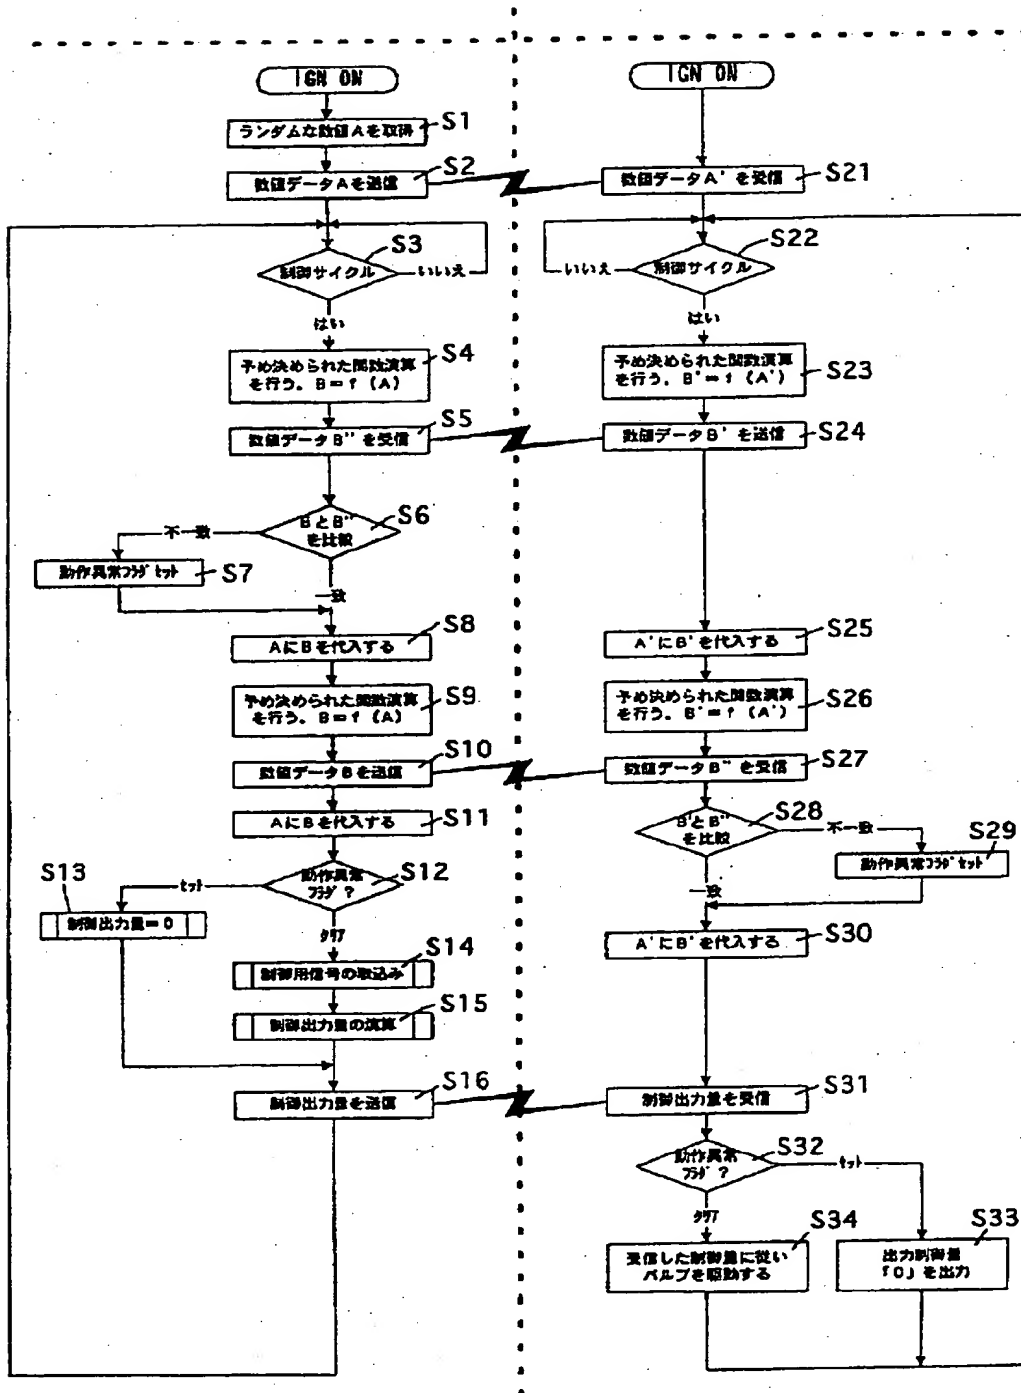 IGN ON
ランダムな数値Aを取得
S1
数値データAを送信
S2
S3
制御サイクル
いいえ
はい
予め決められた関数演算
を行う。B=f (A)
S4
数値データB''を受信
S5
BとB''
を比較
S6
不一致
動作異常フラグセット
S7
一致
AにBを代入する
S8
予め決められた関数演算
を行う。B=f (A)
S9
数値データBを送信
S10
AにBを代入する
S11
動作異常
フラグ?
S12
セット
S13
制御出力量=0
クリア
制御用信号の取込み
S14
制御出力量の演算
S15
制御出力量を送信
S16
IGN ON
数値データA'を受信
S21
S22
制御サイクル
いいえ
はい
予め決められた関数演算
を行う。B'=f (A')
S23
数値データB'を送信
S24
A'にB'を代入する
S25
予め決められた関数演算
を行う。B'=f (A')
S26
数値データB''を受信
S27
B'とB''
を比較
S28
不一致
S29
動作異常フラグセット
一致
A'にB'を代入する
S30
制御出力量を受信
S31
動作異常
フラグ?
S32
セット
クリア
S34
受信した制御量に従い
バルブを駆動する
S33
出力制御量
「0」を出力